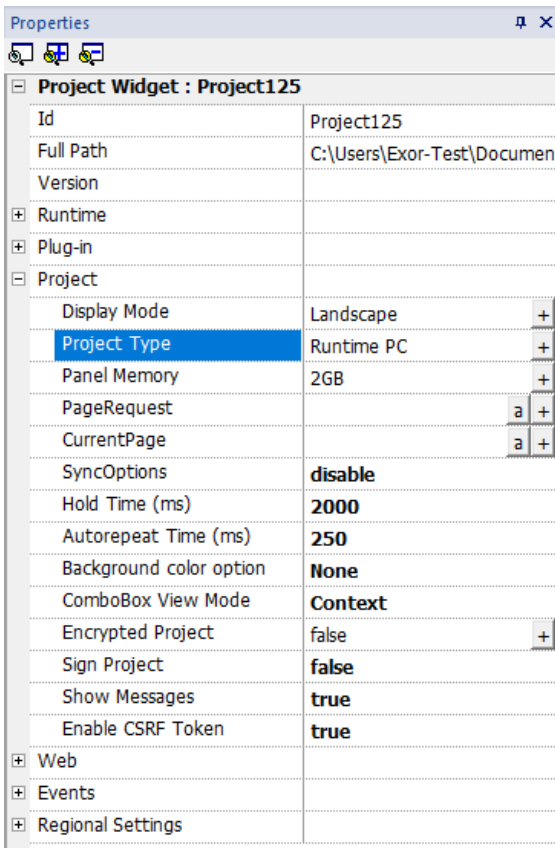 Properties
Project Widget : Project125
Id Project125
Full Path C:\Users\Exor-Test\Documen
Version
Runtime
Plug-in
Project
Display Mode Landscape +
Project Type Runtime PC +
Panel Memory 2GB +
PageRequest a +
CurrentPage a +
SyncOptions disable
Hold Time (ms) 2000
Autorepeat Time (ms) 250
Background color option None
ComboBox View Mode Context
Encrypted Project false +
Sign Project false
Show Messages true
Enable CSRF Token true
Web
Events
Regional Settings